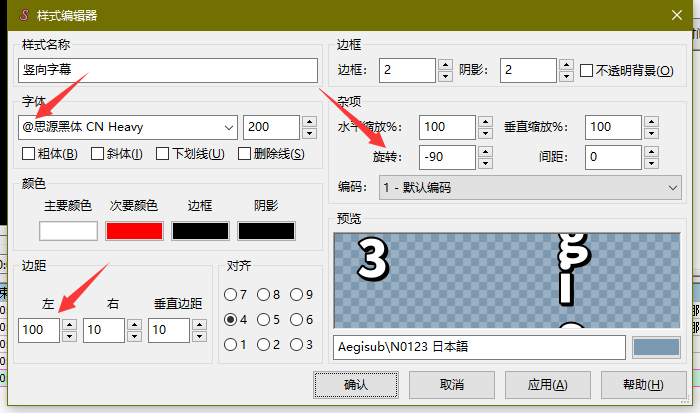 样式编辑器
样式名称
竖向字幕
字体
@思源黑体 CN Heavy 200
粗体(B) 斜体(I) 下划线(U) 删除线(S)
颜色
主要颜色 次要颜色 边框 阴影
边距
左 右 垂直边距
100 10 10
对齐
7 8 9
4 5 6
1 2 3
边框
边框: 2 阴影: 2 不透明背景(O)
杂项
水平缩放%: 100 垂直缩放%: 100
旋转: -90 间距: 0
编码: 1 - 默认编码
预览
3
g
i
Aegisub\N0123 日本語
确认 取消 应用(A) 帮助(H)